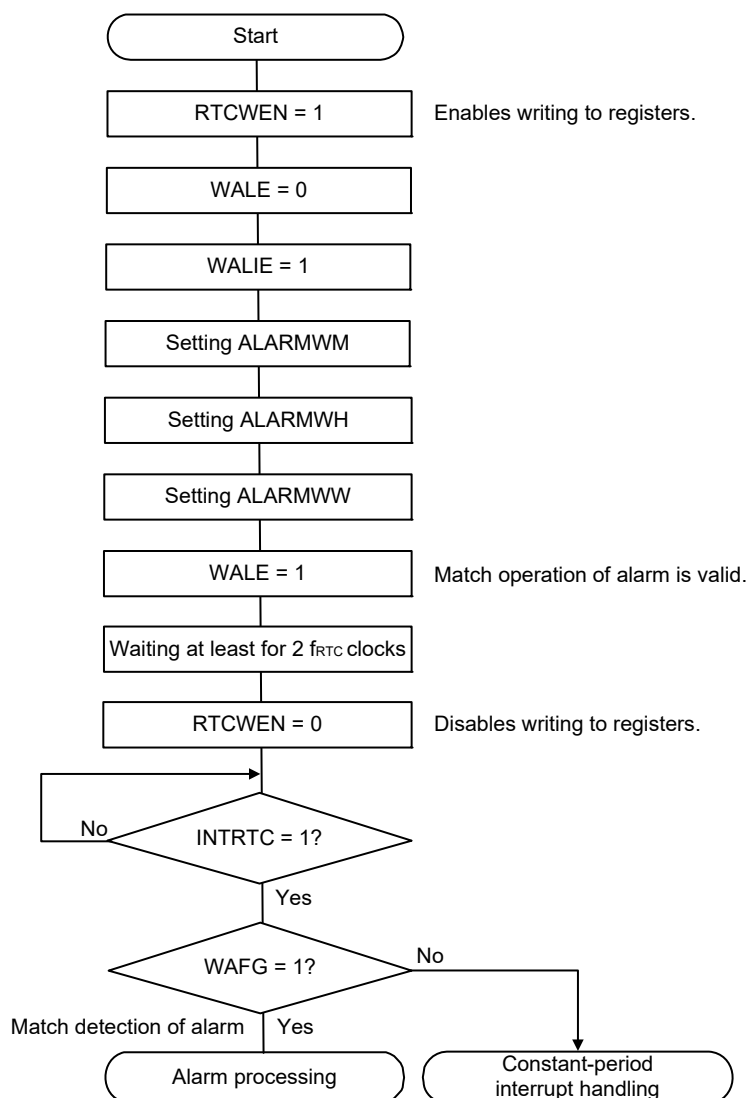 Start
RTCWEN = 1
Enables writing to registers.
WALE = 0
WALIE = 1
Setting ALARMWM
Setting ALARMWH
Setting ALARMWW
WALE = 1
Match operation of alarm is valid.
Waiting at least for 2 fRTC clocks
RTCWEN = 0
Disables writing to registers.
No
INTRTC = 1?
Yes
WAFG = 1?
No
Match detection of alarm
Yes
Alarm processing
Constant-period
interrupt handling